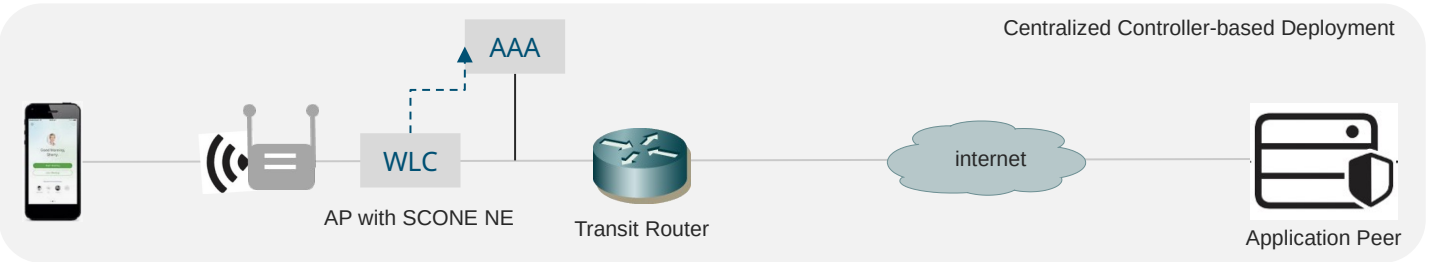 Centralized Controller-based Deployment
AAA
WLC
internet
AP with SCONE NE
Transit Router
Application Peer